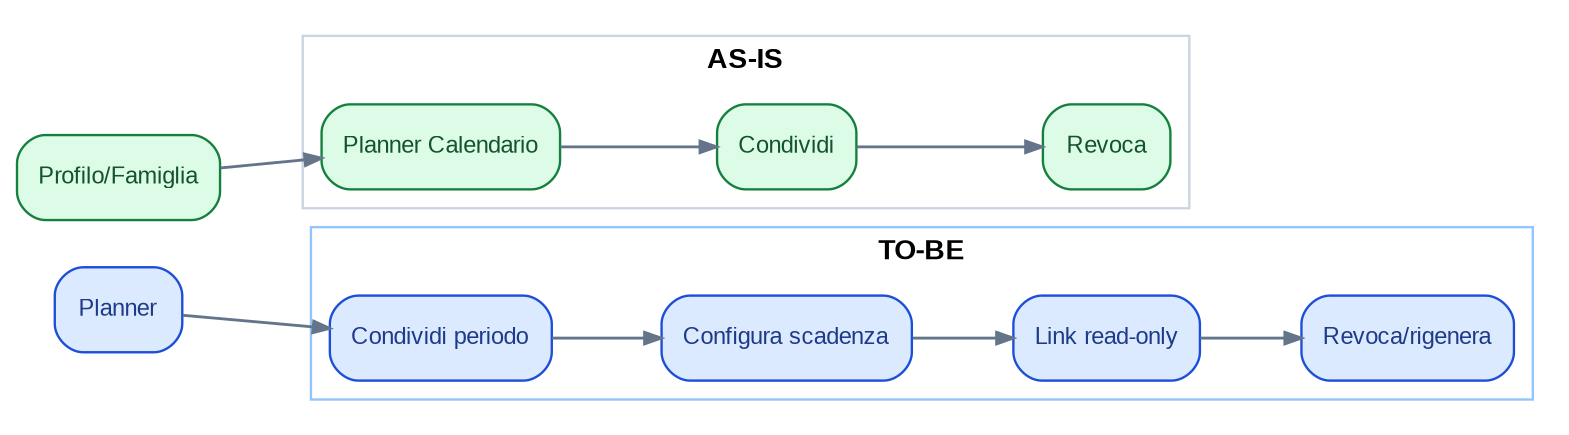 AS-IS
Profilo/Famiglia
Planner Calendario
Condividi
Revoca
TO-BE
Planner
Condividi periodo
Configura scadenza
Link read-only
Revoca/rigenera